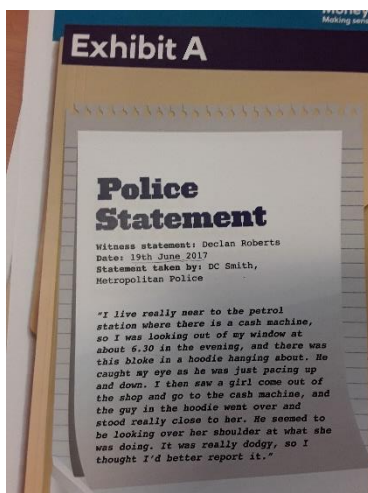 Money
Making sens
Exhibit A
Police
Statement
Witness statement: Declan Roberts
Date: 19th June 2017
Statement taken by: DC Smith,
Metropolitan Police
"I live really near to the petrol
station where there is a cash machine,
so I was looking out of my window at
about 6.30 in the evening, and there was
this bloke in a hoodie hanging about. He
caught my eye as he was just pacing up
and down. I then saw a girl come out of
the shop and go to the cash machine, and
the guy in the hoodie went over and
stood really close to her. He seemed to
be looking over her shoulder at what she
was doing. It was really dodgy, so I
thought I'd better report it."